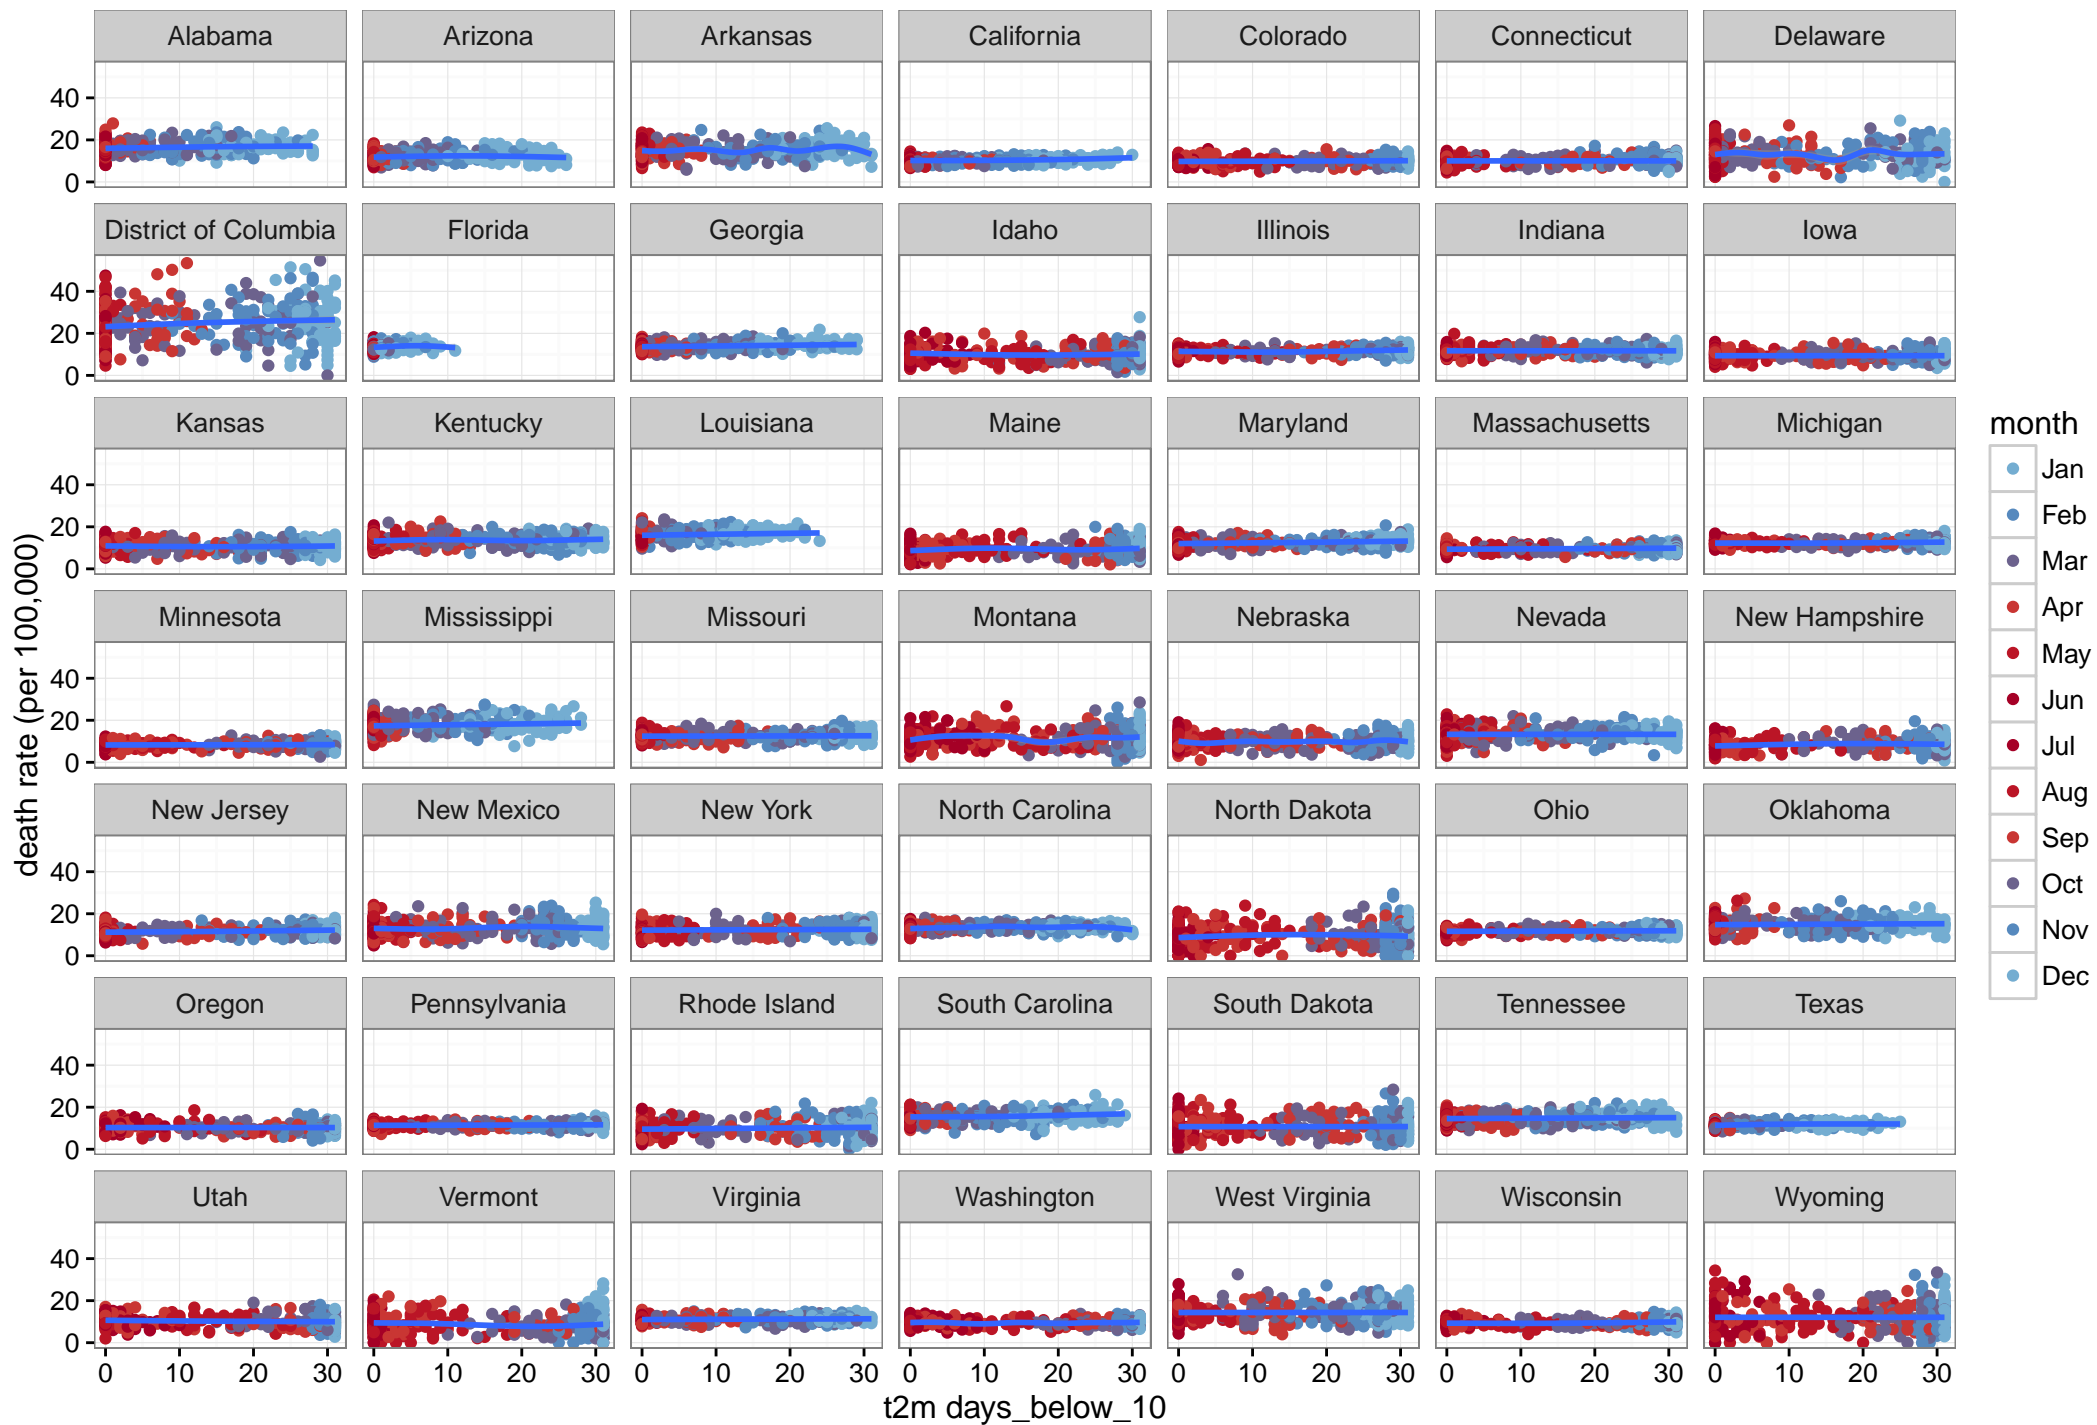 Alabama Arizona Arkansas California Colorado Connecticut Delaware
40
20
0
District of Columbia Florida Georgia Idaho Illinois Indiana Iowa
40
20
0
Kansas Kentucky Louisiana Maine Maryland Massachusetts Michigan
40
20
0
Minnesota Mississippi Missouri Montana Nebraska Nevada New Hampshire
40
20
0
New Jersey New Mexico New York North Carolina North Dakota Ohio Oklahoma
40
20
0
Oregon Pennsylvania Rhode Island South Carolina South Dakota Tennessee Texas
40
20
0
Utah Vermont Virginia Washington West Virginia Wisconsin Wyoming
40
20
0
0 10 20 30 0 10 20 30 0 10 20 30 0 10 20 30 0 10 20 30 0 10 20 30 0 10 20 30
t2m days_below_10
death rate (per 100,000)
month
Jan
Feb
Mar
Apr
May
Jun
Jul
Aug
Sep
Oct
Nov
Dec